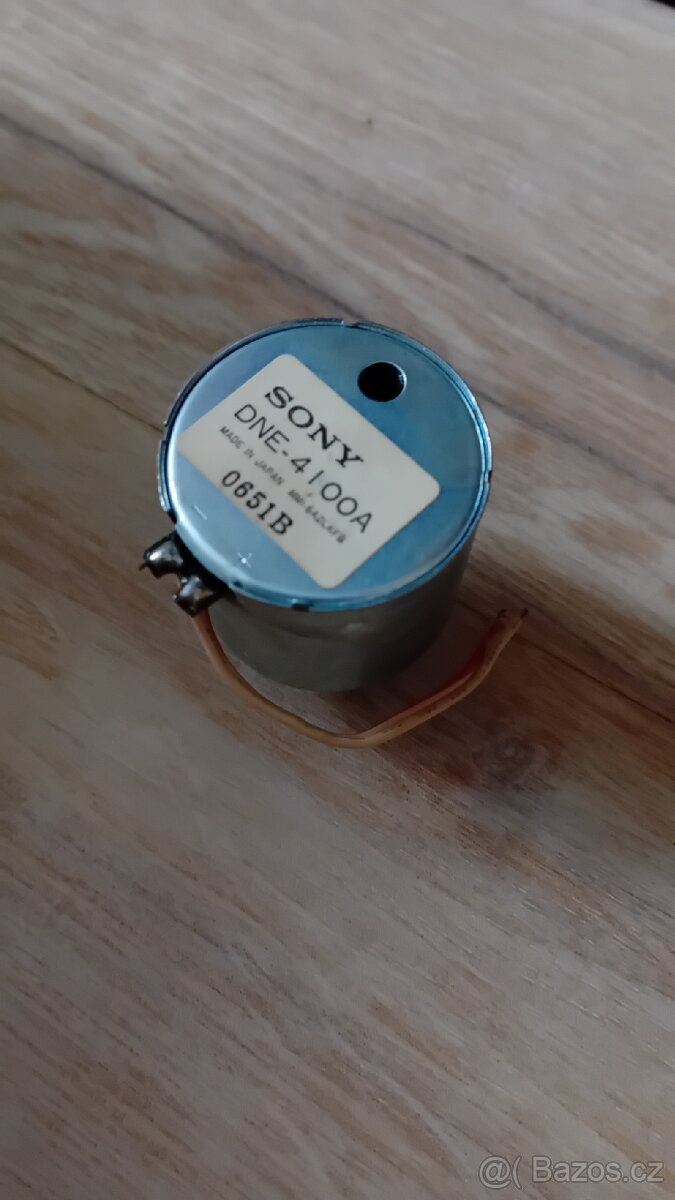 SONY
DNE-4100A
MADE IN JAPAN
0651B
- +
@( Bazos.cz